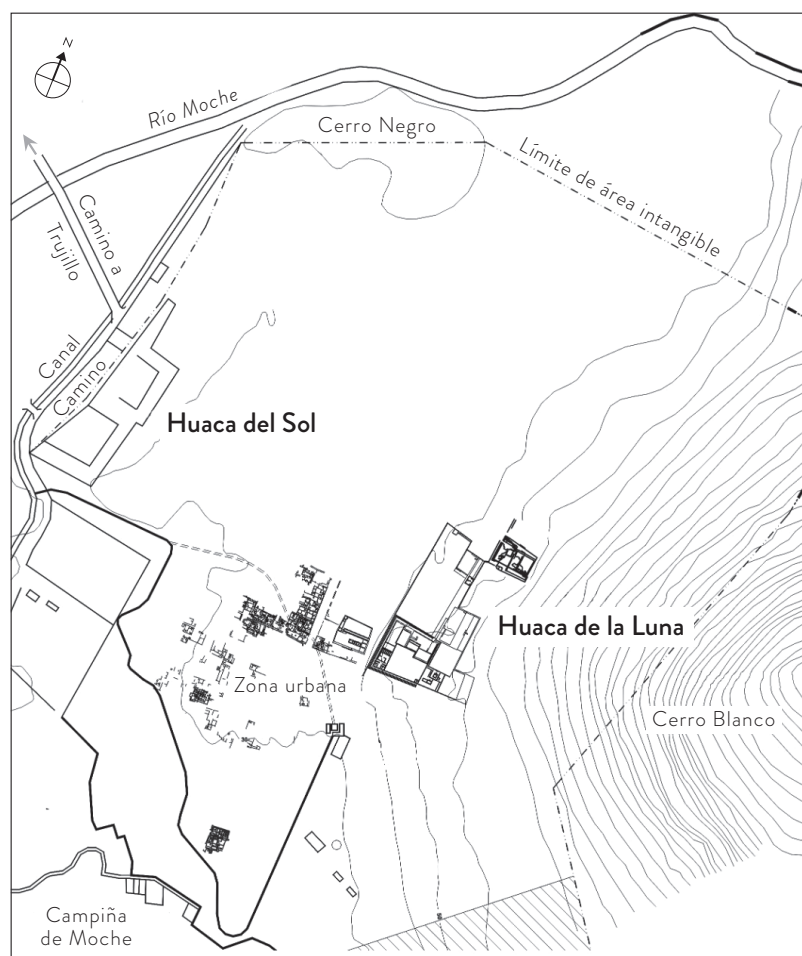 N
Río Moche
Cerro Negro
Límite de área intangible
Camino a
Trujillo
Canal
Camino
Huaca del Sol
Huaca de la Luna
Zona urbana
Cerro Blanco
Campiña
de Moche